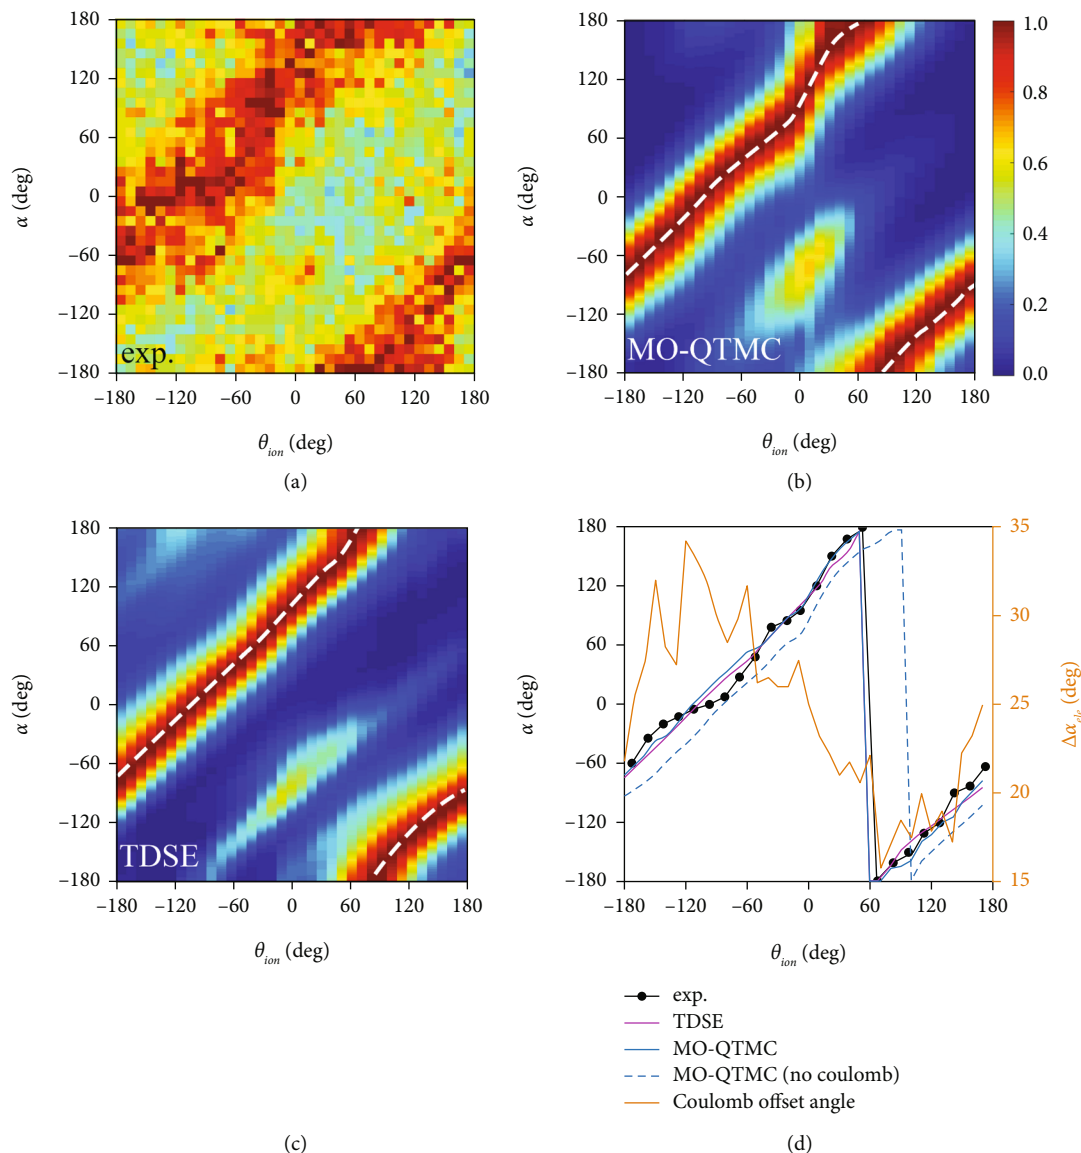 180
120
60
0
−60
−120
−180
α (deg)
exp.
−180 −120 −60 0 60 120 180
θion (deg)
(a)
180
120
60
0
−60
−120
−180
α (deg)
MO-QTMC
−180 −120 −60 0 60 120 180
θion (deg)
(b)
1.0
0.8
0.6
0.4
0.2
0.0
180
120
60
0
−60
−120
−180
α (deg)
TDSE
−180 −120 −60 0 60 120 180
θion (deg)
(c)
180
120
60
0
−60
−120
−180
α (deg)
35
30
25
20
15
Δαele (deg)
−180 −120 −60 0 60 120 180
θion (deg)
exp.
TDSE
MO-QTMC
MO-QTMC (no coulomb)
Coulomb offset angle
(d)